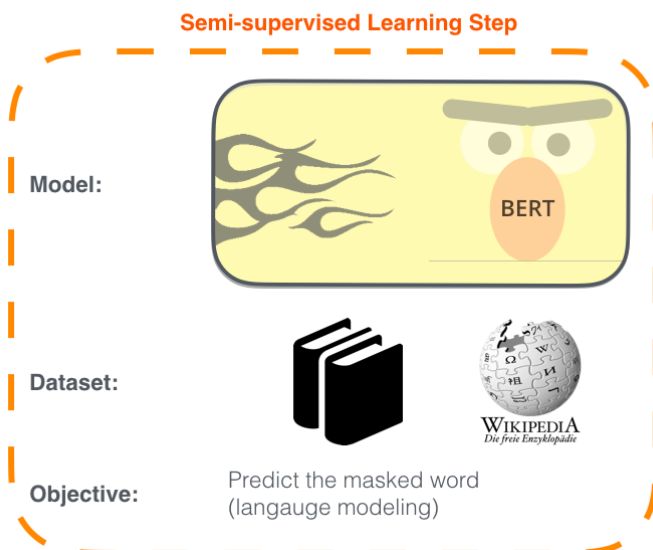 Semi-supervised Learning Step
Model:
BERT
Dataset:
WIKIPEDIA
Die freie Enzyklopädie
Objective:
Predict the masked word
(langauge modeling)